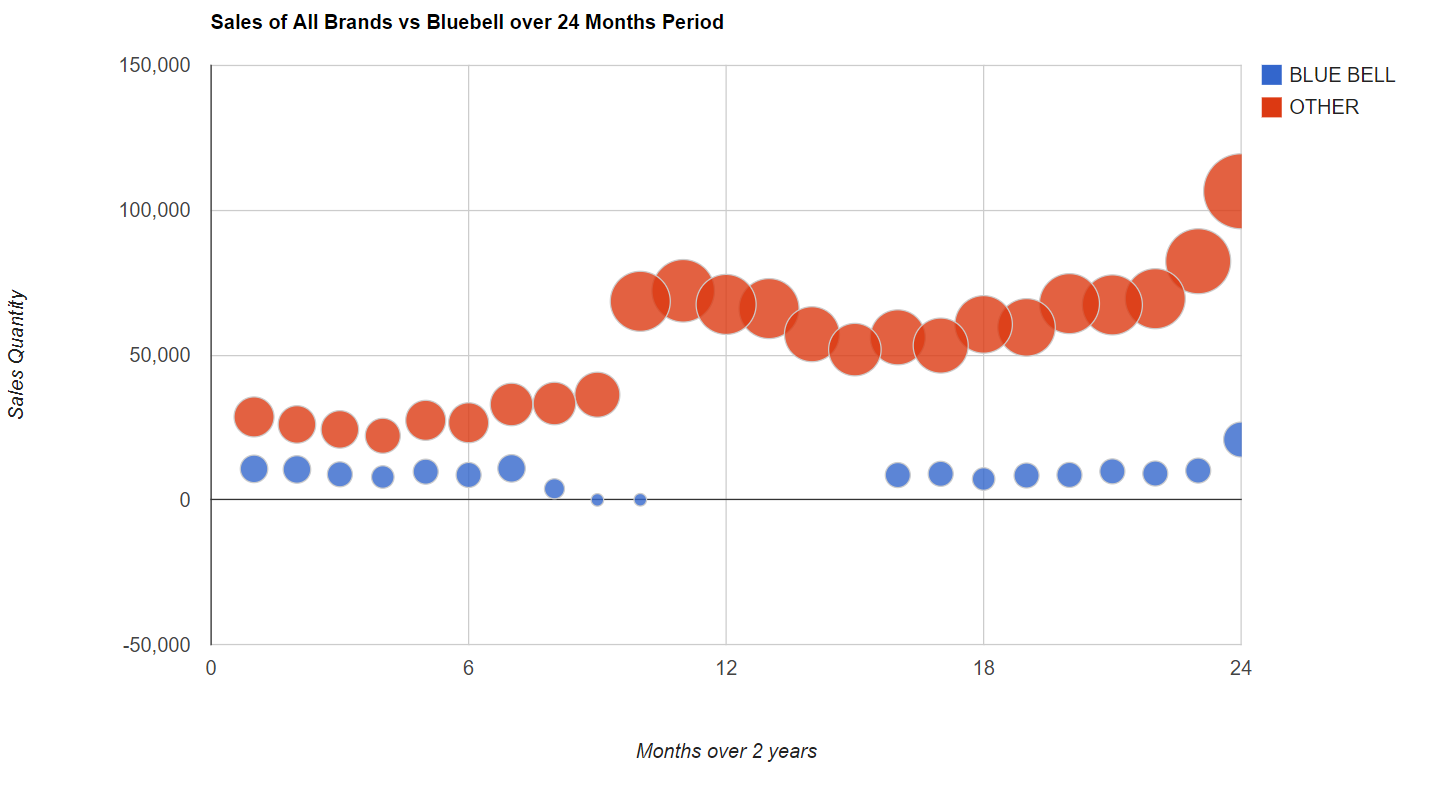 Sales of All Brands vs Bluebell over 24 Months Period
150,000
100,000
50,000
0
-50,000
Sales Quantity
0 6 12 18 24
Months over 2 years
BLUE BELL
OTHER